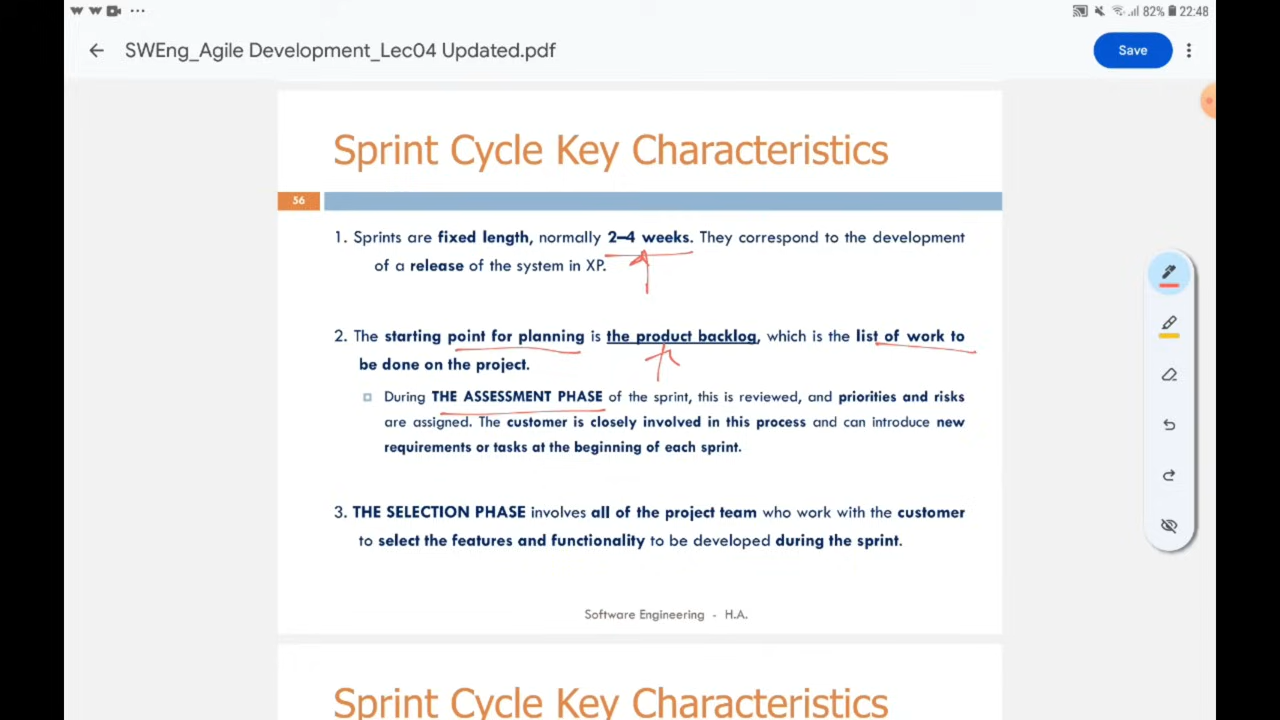 82% 22:48
SWEng_Agile Development_Lec04 Updated.pdf
Save
Sprint Cycle Key Characteristics
56
1. Sprints are fixed length, normally 2–4 weeks. They correspond to the development
of a release of the system in XP.
2. The starting point for planning is the product backlog, which is the list of work to
be done on the project.
During THE ASSESSMENT PHASE of the sprint, this is reviewed, and priorities and risks
are assigned. The customer is closely involved in this process and can introduce new
requirements or tasks at the beginning of each sprint.
3. THE SELECTION PHASE involves all of the project team who work with the customer
to select the features and functionality to be developed during the sprint.
Software Engineering - H.A.
Sprint Cycle Key Characteristics